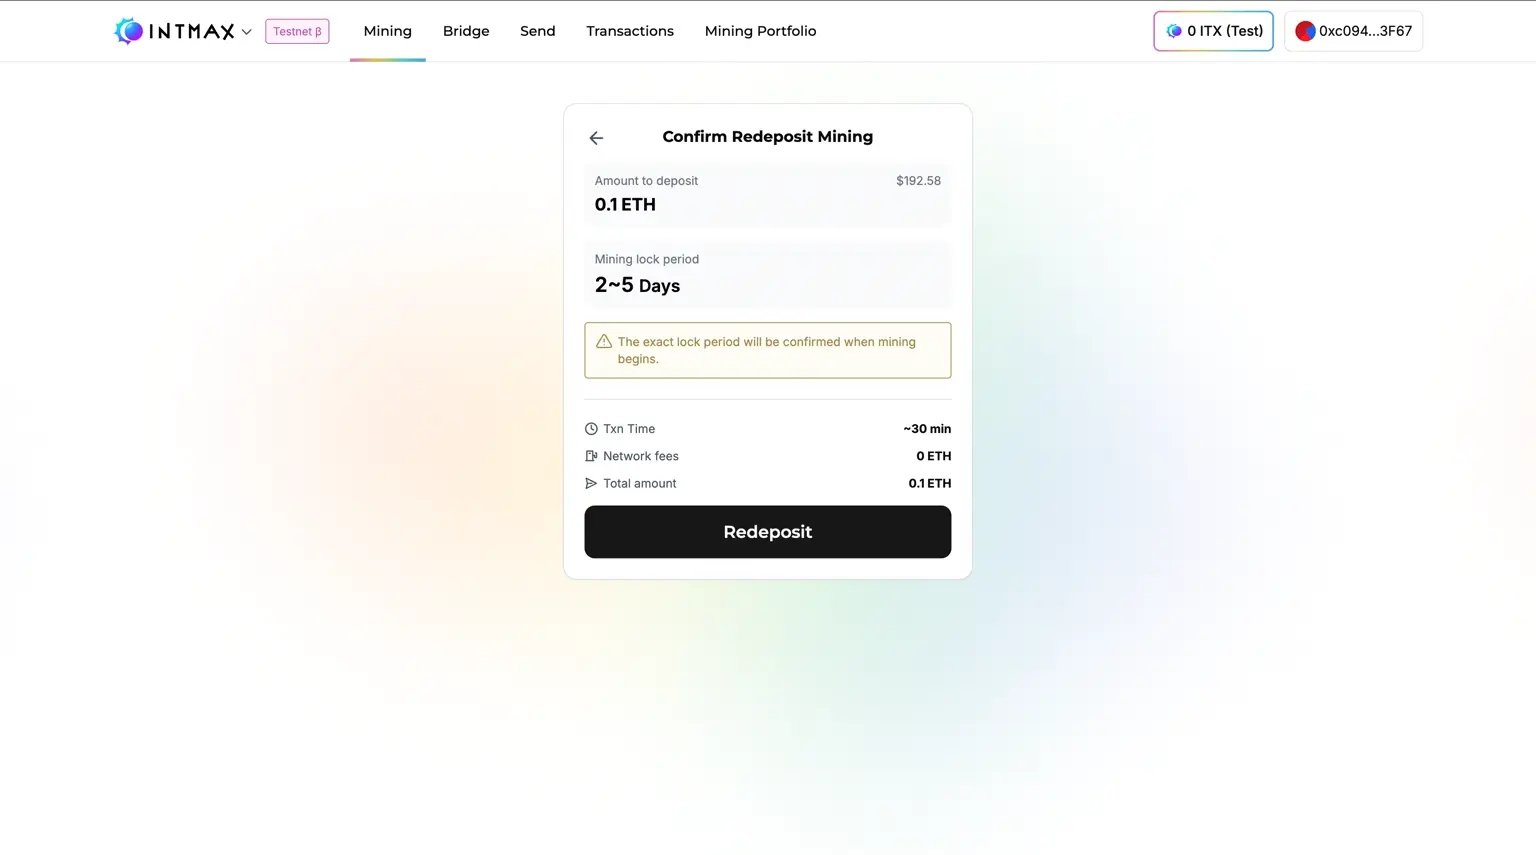 INTMAX
Testnet β
Mining
Bridge
Send
Transactions
Mining Portfolio
0 ITX (Test)
0xc094...3F67
Confirm Redeposit Mining
Amount to deposit
$192.58
0.1 ETH
Mining lock period
2~5 Days
The exact lock period will be confirmed when mining
begins.
Txn Time
~30 min
Network fees
0 ETH
Total amount
0.1 ETH
Redeposit